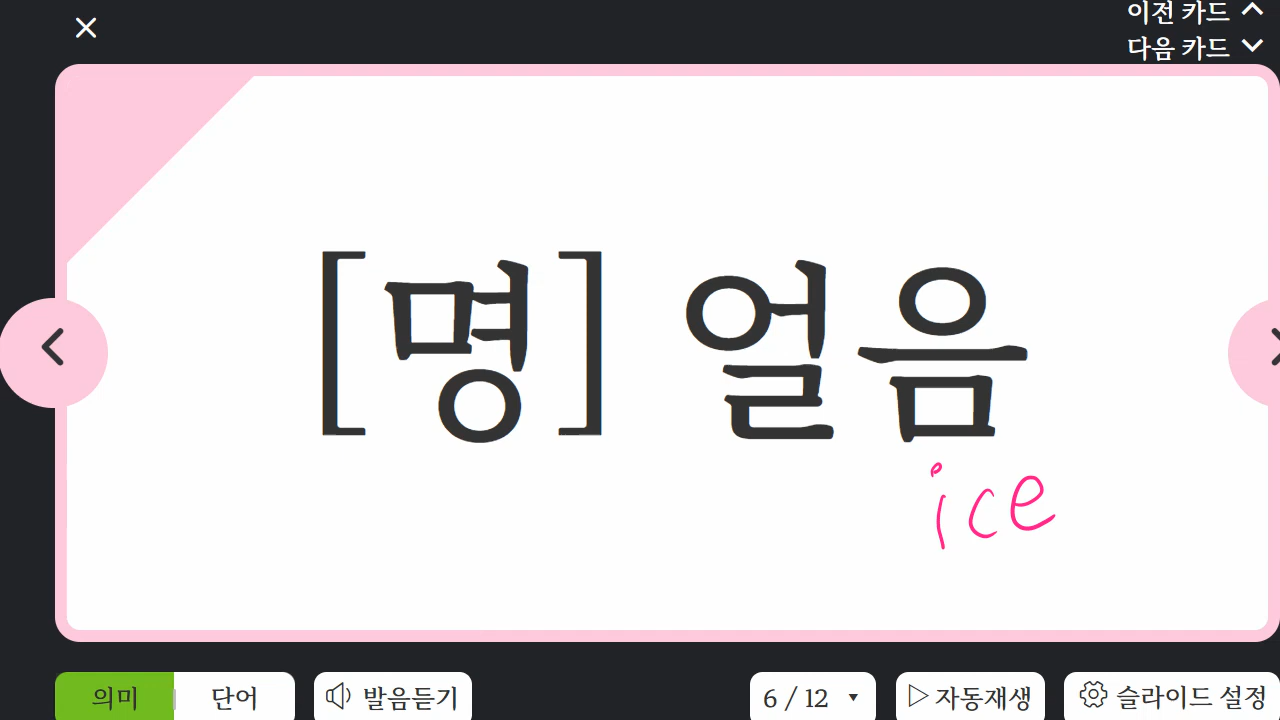 이전 카드
다음 카드
[명] 얼음
ice
의미 단어 발음듣기 6 / 12 자동재생 슬라이드 설정